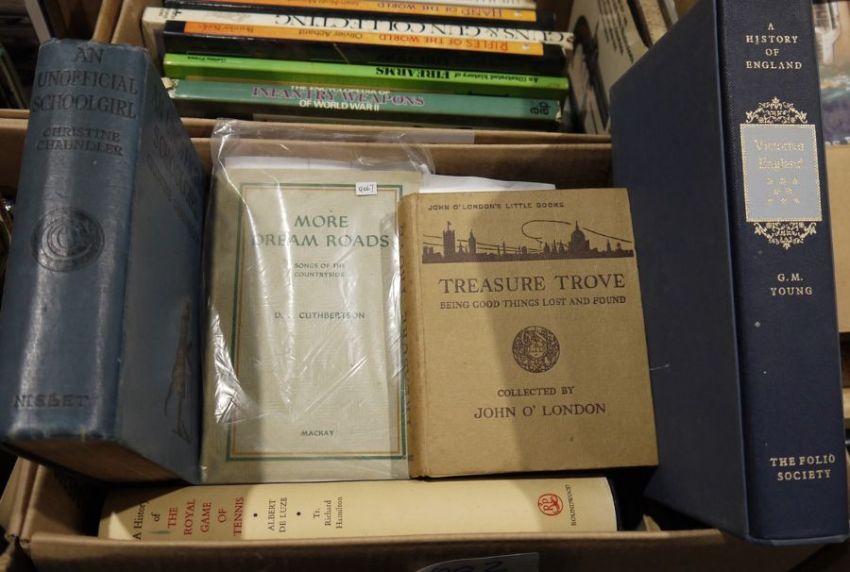 HAND OF THE WORLD
GUNS & GUN COLLECTING
Olivier Achard
RIFLES OF THE WORLD
An Illustrated history of
FIREARMS
INFANTRY WEAPONS
OF WORLD WAR II
AN
UNOFFICIAL
SCHOOLGIRL
CHRISTINE
CHAUNDLER
NISBET
MORE
DREAM ROADS
SONGS OF THE
COUNTRYSIDE
CUTHBERTSON
MACKAY
JOHN O' LONDON'S LITTLE BOOKS
TREASURE TROVE
BEING GOOD THINGS LOST AND FOUND
COLLECTED BY
JOHN O' LONDON
A
HISTORY
OF
ENGLAND
Victorian
England
G. M.
YOUNG
THE FOLIO
SOCIETY
A History
of
THE
ROYAL
GAME
OF
TENNIS
ALBERT
DE LUZE
Tr.
Richard
Hamilton
ROUNDWOOD